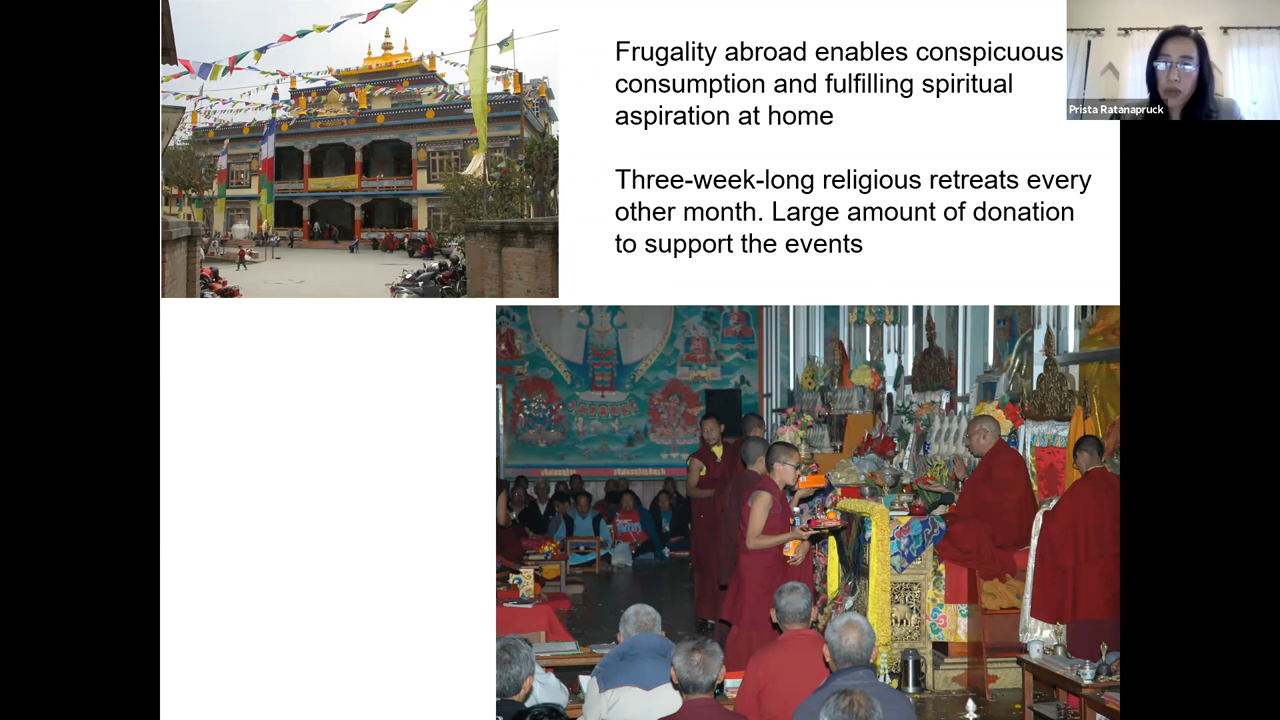 Frugality abroad enables conspicuous
consumption and fulfilling spiritual
aspiration at home
Three-week-long religious retreats every
other month. Large amount of donation
to support the events
Prista Ratanapruck